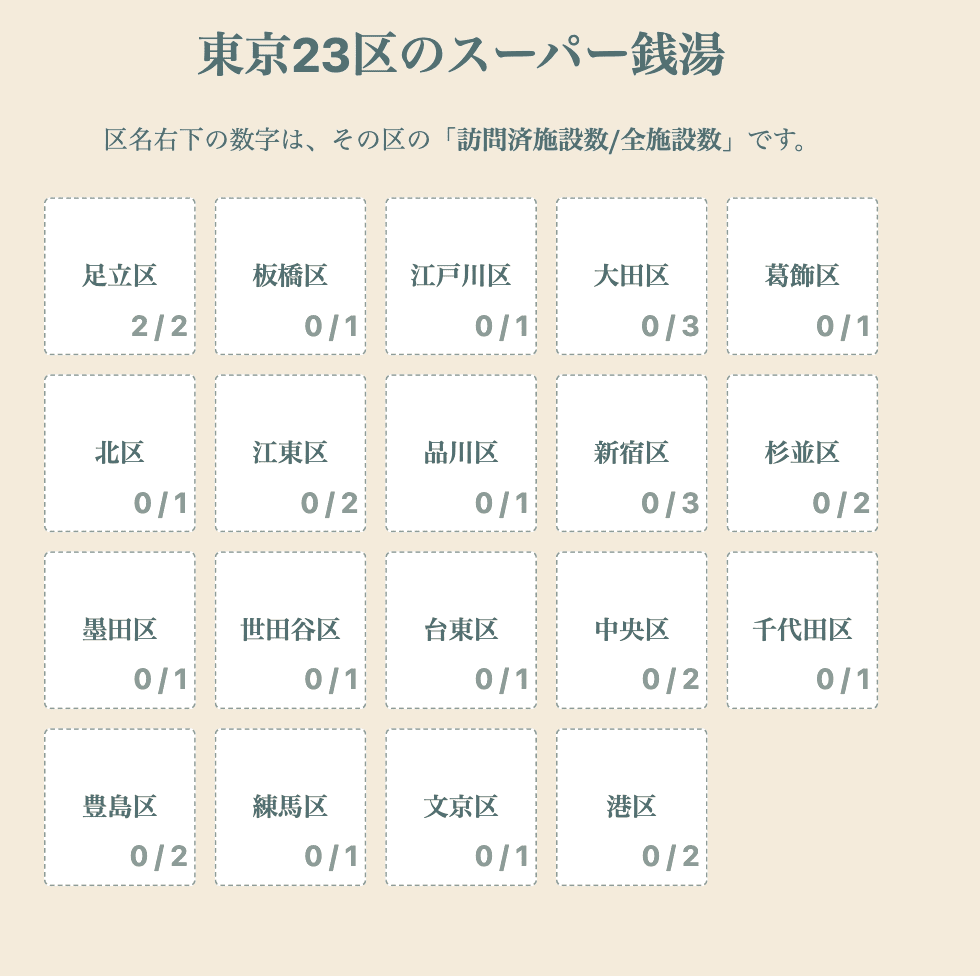 東京23区のスーパー銭湯
区名右下の数字は、その区の「訪問済施設数/全施設数」です。
足立区
2/2
板橋区
0/1
江戸川区
0/1
大田区
0/3
葛飾区
0/1
北区
0/1
江東区
0/2
品川区
0/1
新宿区
0/3
杉並区
0/2
墨田区
0/1
世田谷区
0/1
台東区
0/1
中央区
0/2
千代田区
0/1
豊島区
0/2
練馬区
0/1
文京区
0/1
港区
0/2